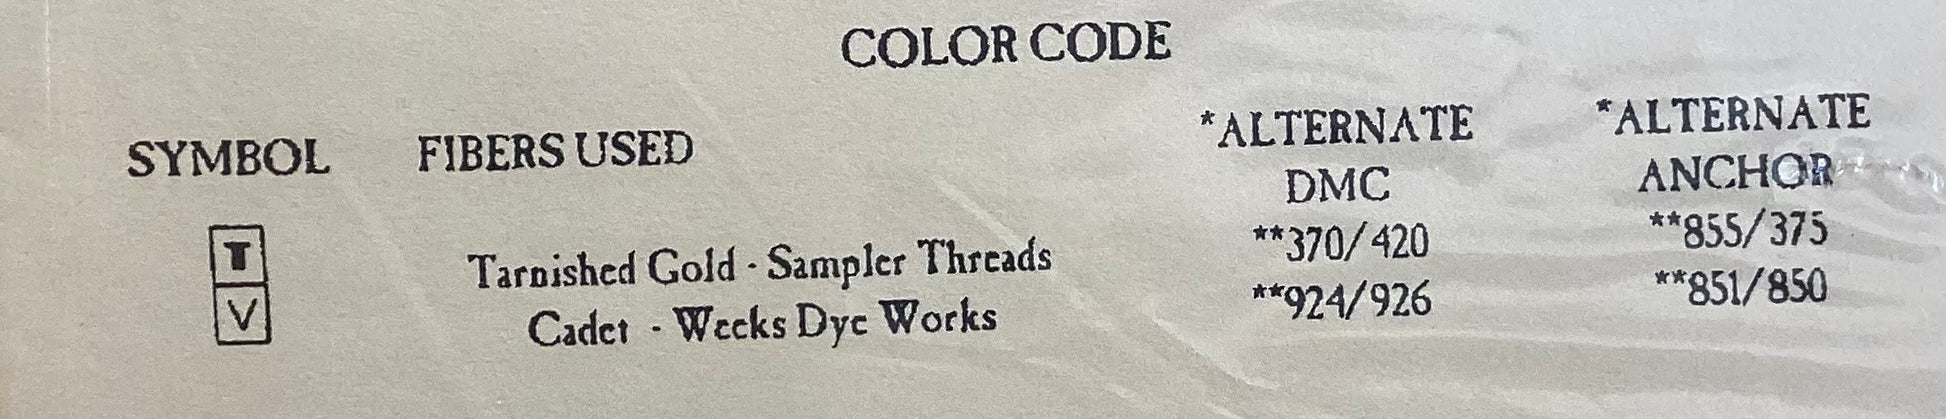 COLOR CODE
SYMBOL FIBERS USED *ALTERNATE DMC *ALTERNATE ANCHOR
T Tarnished Gold - Sampler Threads **370/420 **855/375
V Cadet - Weeks Dye Works **924/926 **851/850